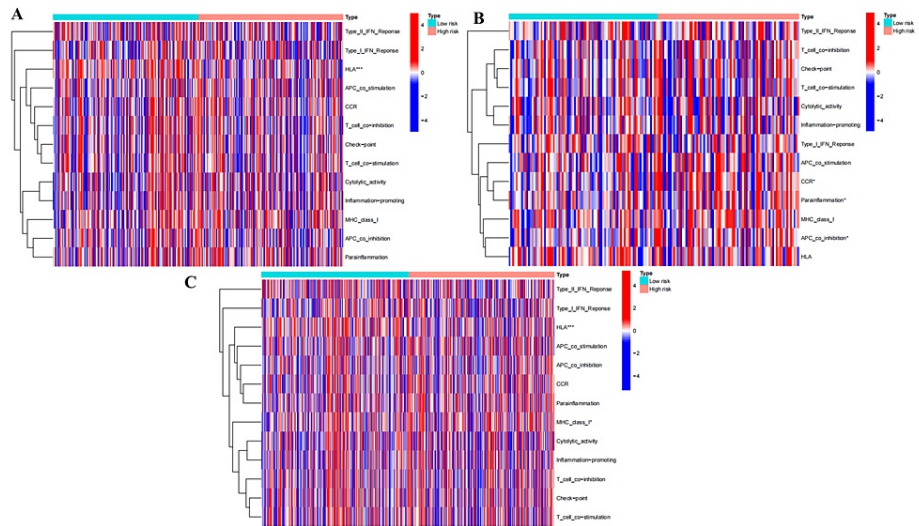 A
Type
Type_II_IFN_Reponse
Type_I_IFN_Reponse
HLA***
APC_co_stimulation
CCR
T_cell_co-inhibition
Check-point
T_cell_co-stimulation
Cytolytic_activity
Inflammation-promoting
MHC_class_I
APC_co_inhibition
Parainflammation
4
2
0
−2
−4
Type
Low risk
High risk
B
Type
Type_II_IFN_Reponse
T_cell_co-inhibition
Check-point
T_cell_co-stimulation
Cytolytic_activity
Inflammation-promoting
Type_I_IFN_Reponse
APC_co_stimulation
CCR*
Parainflammation*
MHC_class_I
APC_co_inhibition*
HLA
4
2
0
−2
−4
Type
Low risk
High risk
C
Type
Type_II_IFN_Reponse
Type_I_IFN_Reponse
HLA***
APC_co_stimulation
APC_co_inhibition
CCR
Parainflammation
MHC_class_I*
Cytolytic_activity
Inflammation-promoting
T_cell_co-inhibition
Check-point
T_cell_co-stimulation
4
2
0
−2
−4
Type
Low risk
High risk